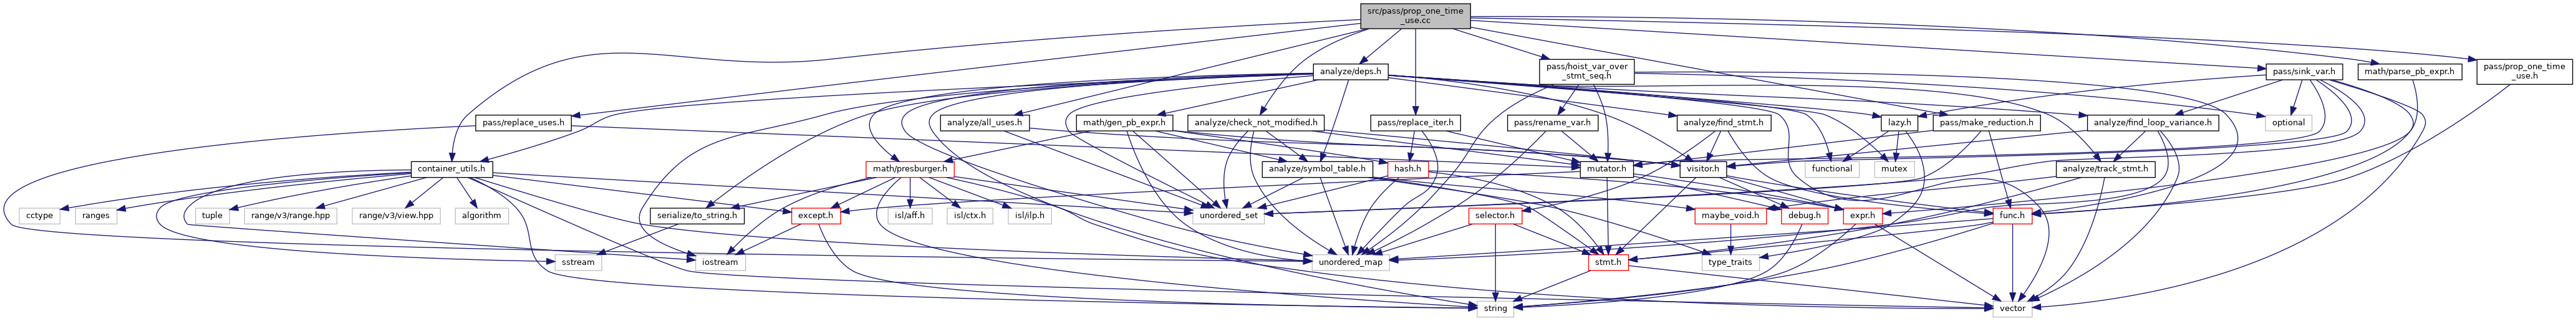 src/pass/prop_one_time
_use.cc
analyze/deps.h
pass/hoist_var_over
_stmt_seq.h
pass/sink_var.h
math/parse_pb_expr.h
pass/prop_one_time
_use.h
pass/replace_uses.h
analyze/all_uses.h
math/gen_pb_expr.h
analyze/check_not_modified.h
pass/replace_iter.h
pass/rename_var.h
analyze/find_stmt.h
lazy.h
pass/make_reduction.h
analyze/find_loop_variance.h
optional
container_utils.h
math/presburger.h
analyze/symbol_table.h
hash.h
mutator.h
visitor.h
functional
mutex
analyze/track_stmt.h
cctype
ranges
tuple
range/v3/range.hpp
range/v3/view.hpp
algorithm
serialize/to_string.h
except.h
isl/aff.h
isl/ctx.h
isl/ilp.h
unordered_set
selector.h
maybe_void.h
debug.h
expr.h
func.h
sstream
iostream
unordered_map
stmt.h
type_traits
string
vector